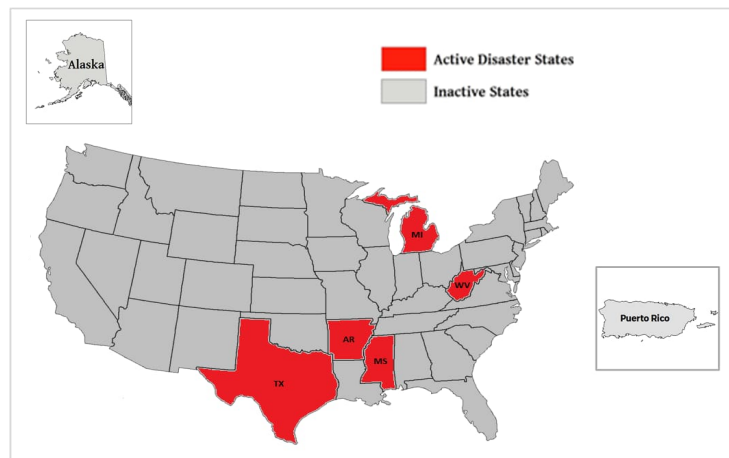 Alaska
Active Disaster States
Inactive States
MI
WV
Puerto Rico
AR
MS
TX